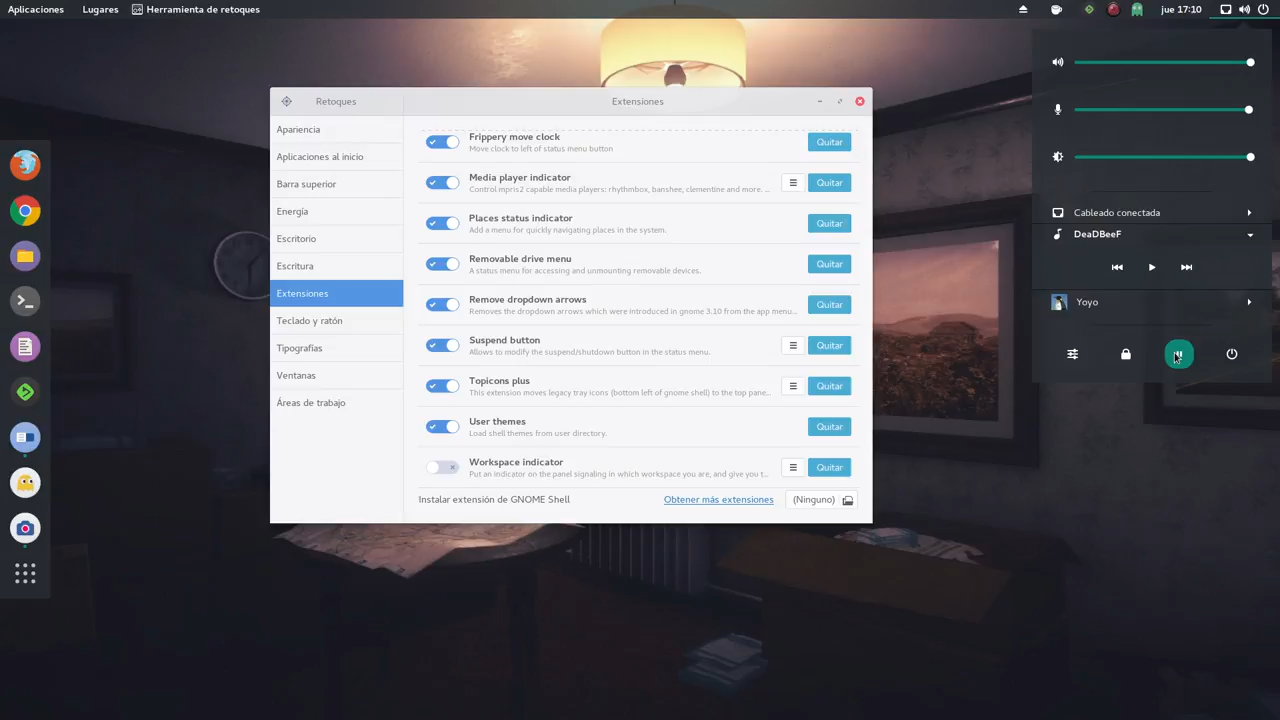 Aplicaciones Lugares Herramienta de retoques jue 17:10
Retoques Extensiones
Apariencia
Aplicaciones al inicio
Barra superior
Energía
Escritorio
Escritura
Extensiones
Teclado y ratón
Tipografías
Ventanas
Áreas de trabajo
Frippery move clock
Move clock to left of status menu button
Quitar
Media player indicator
Control mpris2 capable media players: rhythmbox, banshee, clementine and more. ...
Quitar
Places status indicator
Add a menu for quickly navigating places in the system.
Quitar
Removable drive menu
A status menu for accessing and unmounting removable devices.
Quitar
Remove dropdown arrows
Removes the dropdown arrows which were introduced in gnome 3.10 from the app menu...
Quitar
Suspend button
Allows to modify the suspend/shutdown button in the status menu.
Quitar
Topicons plus
This extension moves legacy tray icons (bottom left of gnome shell) to the top pane...
Quitar
User themes
Load shell themes from user directory.
Quitar
Workspace indicator
Put an indicator on the panel signaling in which workspace you are, and give you t...
Quitar
Instalar extensión de GNOME Shell Obtener más extensiones (Ninguno)
Cableado conectada
DeaDBeeF
Yoyo